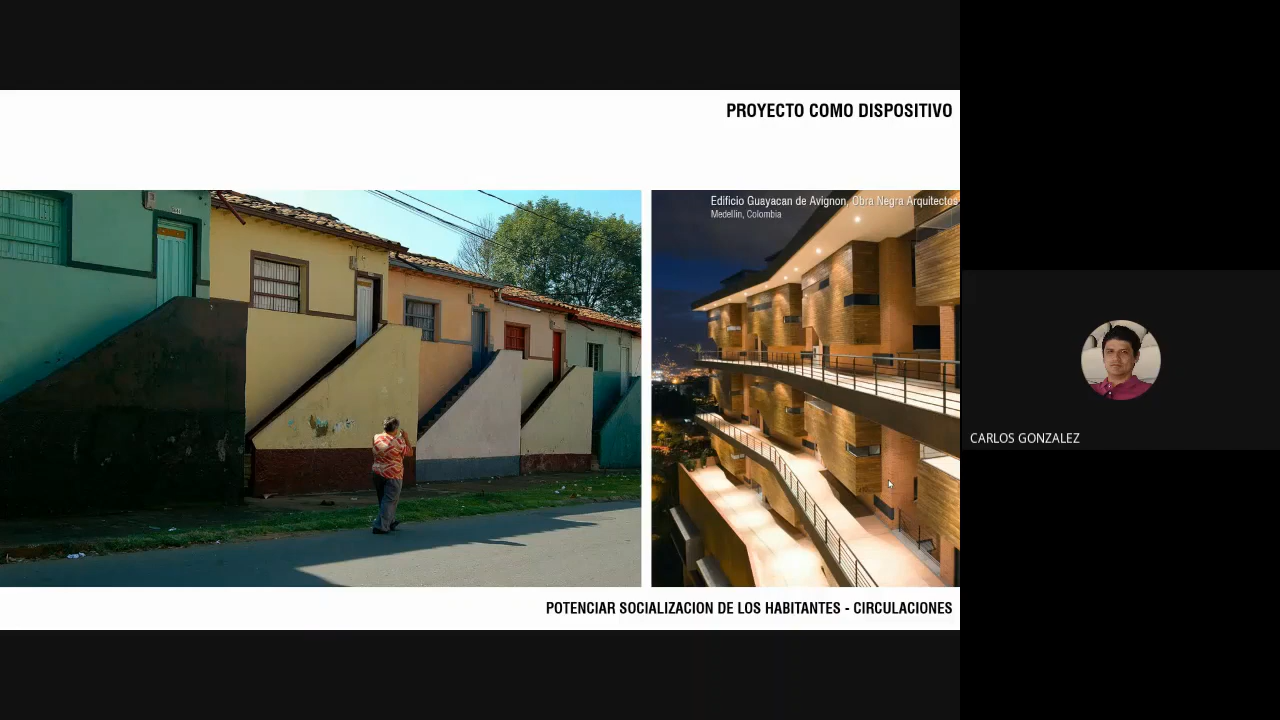 PROYECTO COMO DISPOSITIVO
Edificio Guayacan de Avignon, Obra Negra Arquitectos
Medellin, Colombia
CARLOS GONZALEZ
POTENCIAR SOCIALIZACION DE LOS HABITANTES - CIRCULACIONES